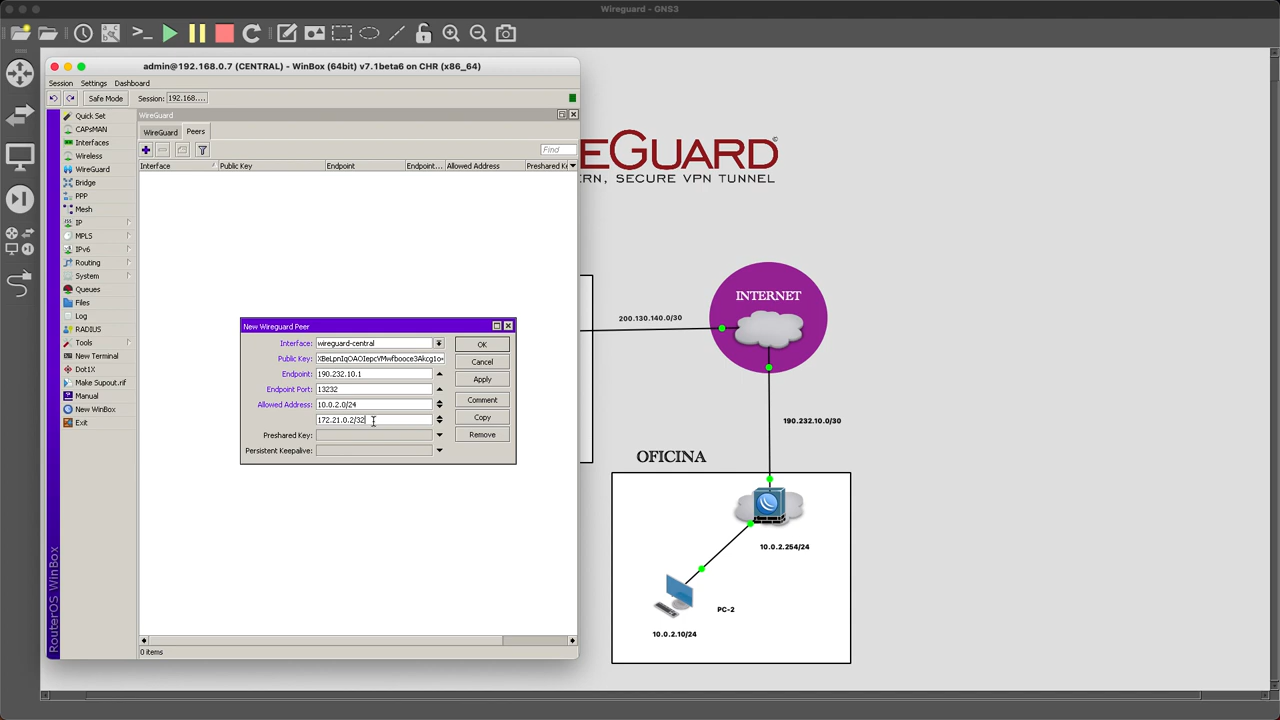 Wireguard - GNS3
admin@192.168.0.7 (CENTRAL) - WinBox (64bit) v7.1beta6 on CHR (x86_64)
Session Settings Dashboard
Safe Mode Session: 192.168....
WireGuard
WireGuard Peers
Find
Interface Public Key Endpoint Endpoint... Allowed Address Preshared Ke
Quick Set
CAPsMAN
Interfaces
Wireless
WireGuard
Bridge
PPP
Mesh
IP
MPLS
IPv6
Routing
System
Queues
Files
Log
RADIUS
Tools
New Terminal
Dot1X
Make Supout.rif
Manual
New WinBox
Exit
RouterOS WinBox
New Wireguard Peer
Interface: wireguard-central
Public Key:
Endpoint: 190.232.10.1
Endpoint Port: 13232
Allowed Address: 10.0.2.0/24
172.21.0.2/32
Preshared Key:
Persistent Keepalive:
OK
Cancel
Apply
Comment
Copy
Remove
0 items
EGUARD
ERN, SECURE VPN TUNNEL
INTERNET
200.130.140.0/30
190.232.10.0/30
OFICINA
10.0.2.254/24
PC-2
10.0.2.10/24